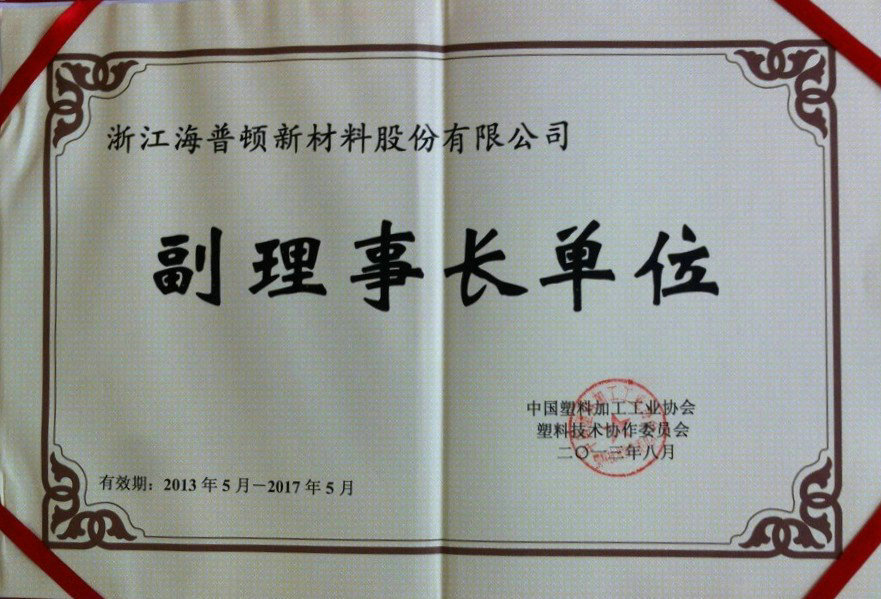 浙江海普顿新材料股份有限公司
副理事长单位
中国塑料加工工业协会
塑料技术协作委员会
二〇一三年八月
有效期：2013年5月－2017年5月